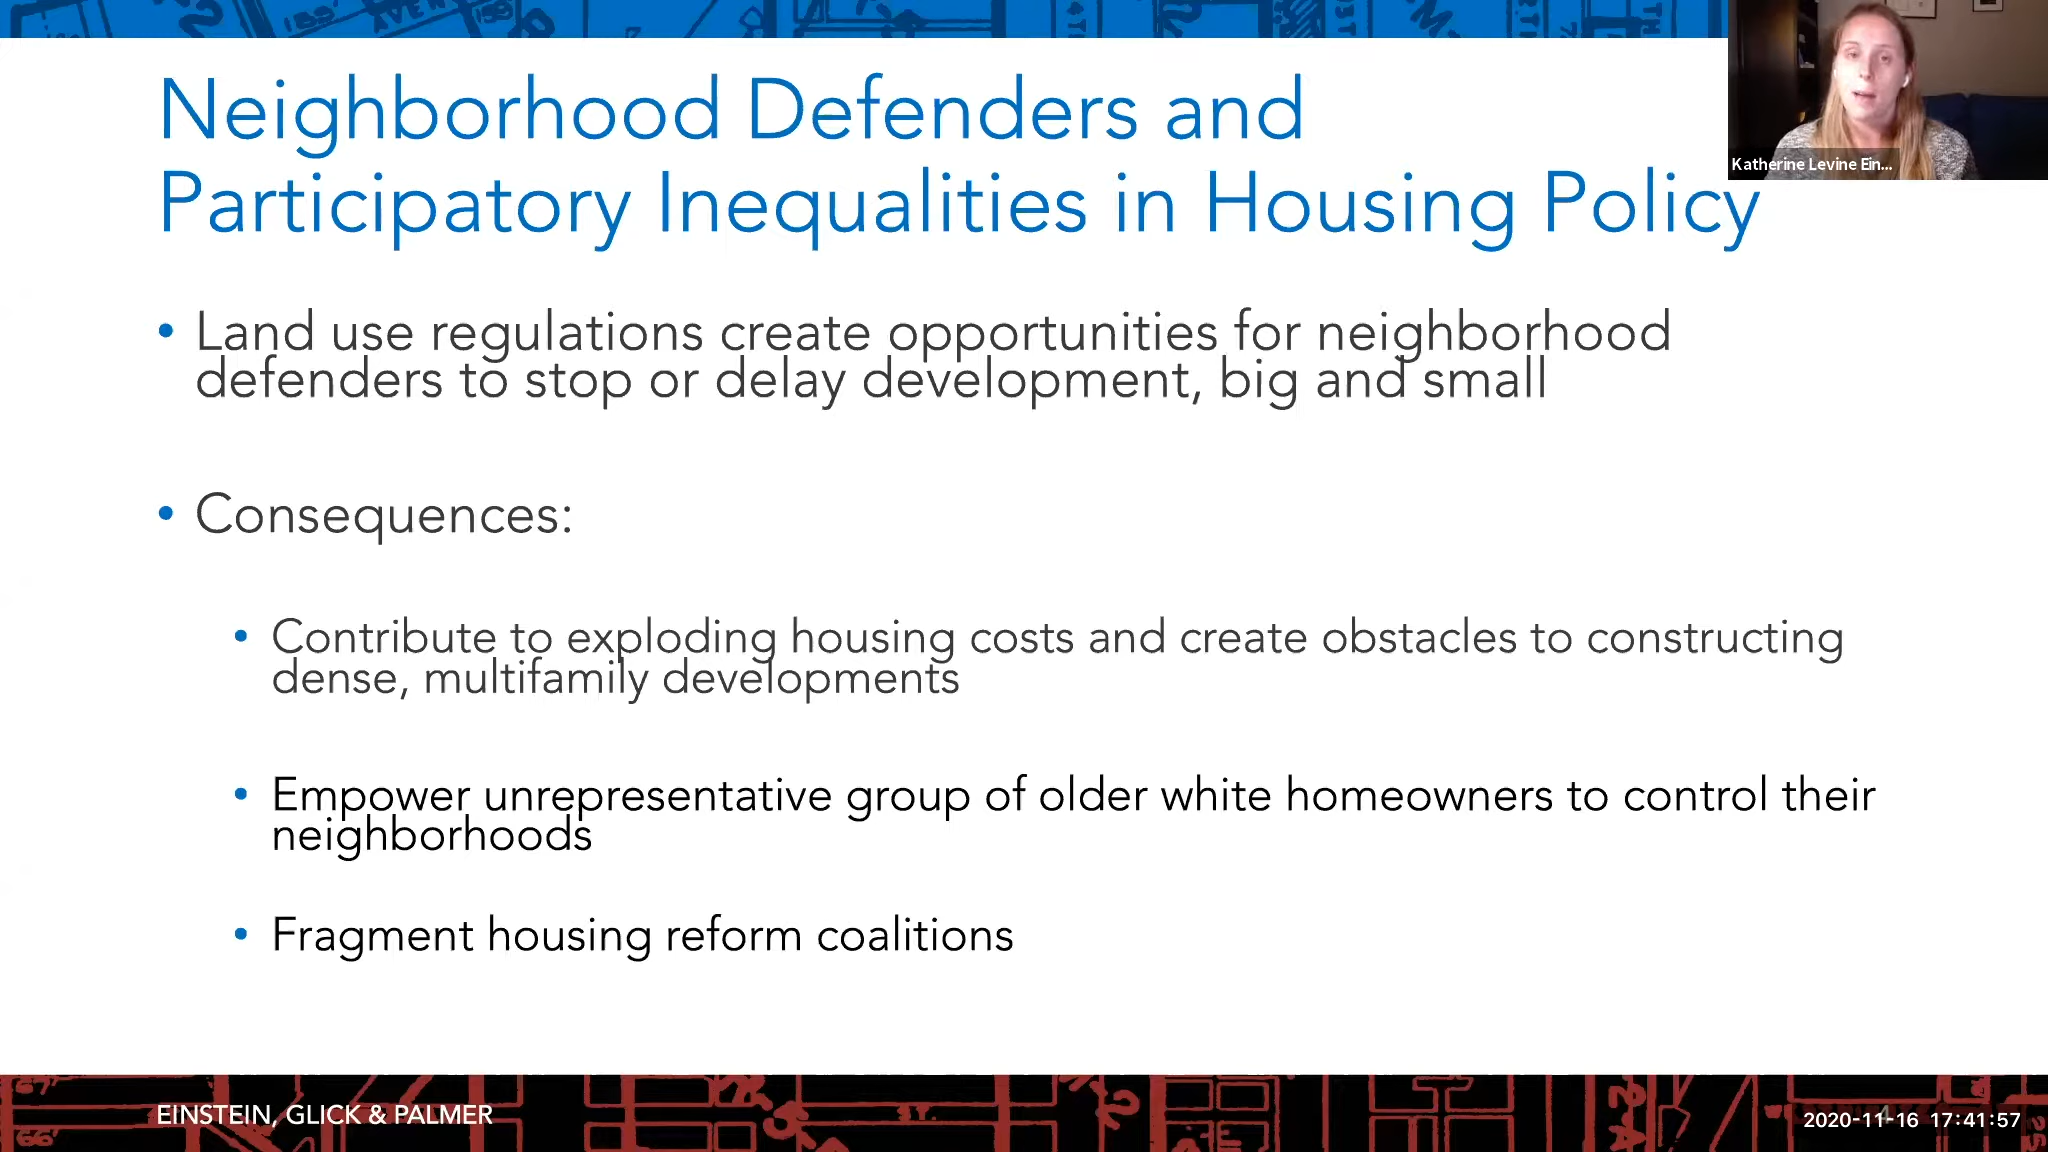 Neighborhood Defenders and
Participatory Inequalities in Housing Policy
Katherine Levine Ein...
• Land use regulations create opportunities for neighborhood
defenders to stop or delay development, big and small
• Consequences:
• Contribute to exploding housing costs and create obstacles to constructing
dense, multifamily developments
• Empower unrepresentative group of older white homeowners to control their
neighborhoods
• Fragment housing reform coalitions
EINSTEIN, GLICK & PALMER
2020-11-16 17:41:57